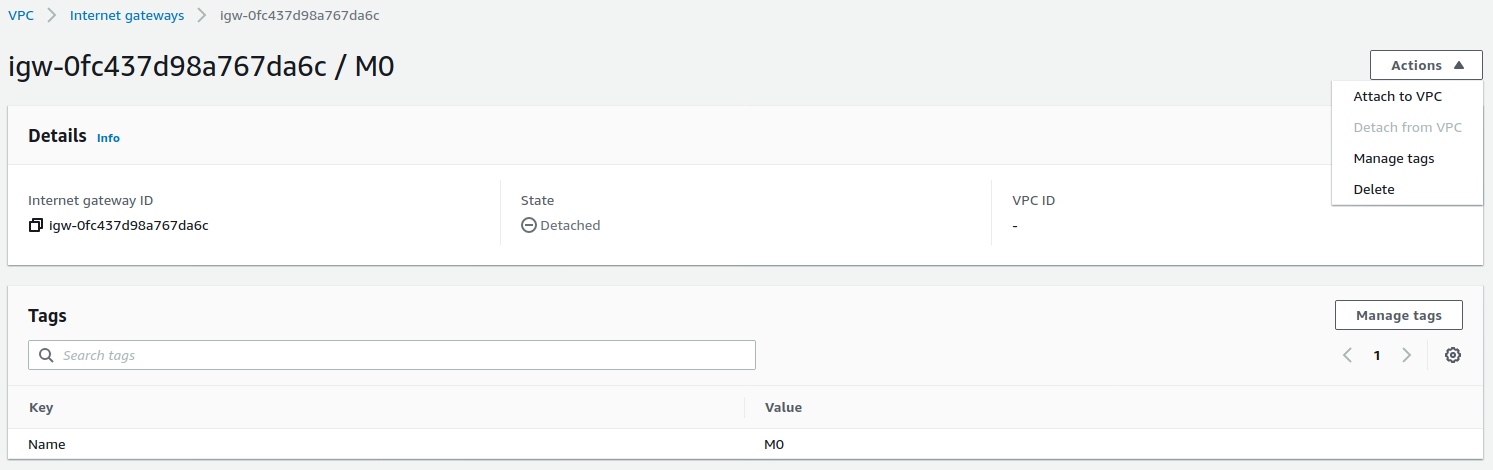 VPC > Internet gateways > igw-0fc437d98a767da6c
igw-0fc437d98a767da6c / M0
Actions
Attach to VPC
Detach from VPC
Manage tags
Delete
Details Info
Internet gateway ID
igw-0fc437d98a767da6c
State
Detached
VPC ID
-
Tags
Manage tags
Search tags
1
Key Value
Name M0